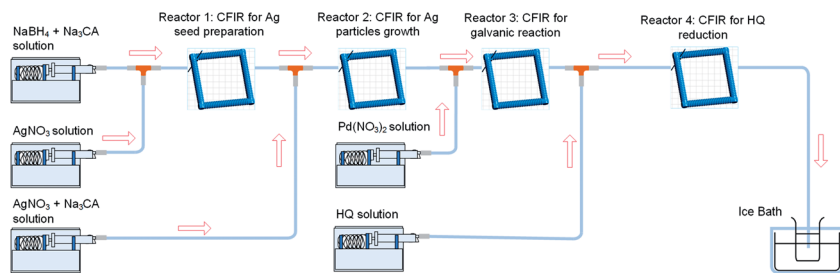 NaBH₄ + Na₃CA
solution
Reactor 1: CFIR for Ag
seed preparation
Reactor 2: CFIR for Ag
particles growth
Reactor 3: CFIR for
galvanic reaction
Reactor 4: CFIR for HQ
reduction
AgNO₃ solution
Pd(NO₃)₂ solution
AgNO₃ + Na₃CA
solution
HQ solution
Ice Bath